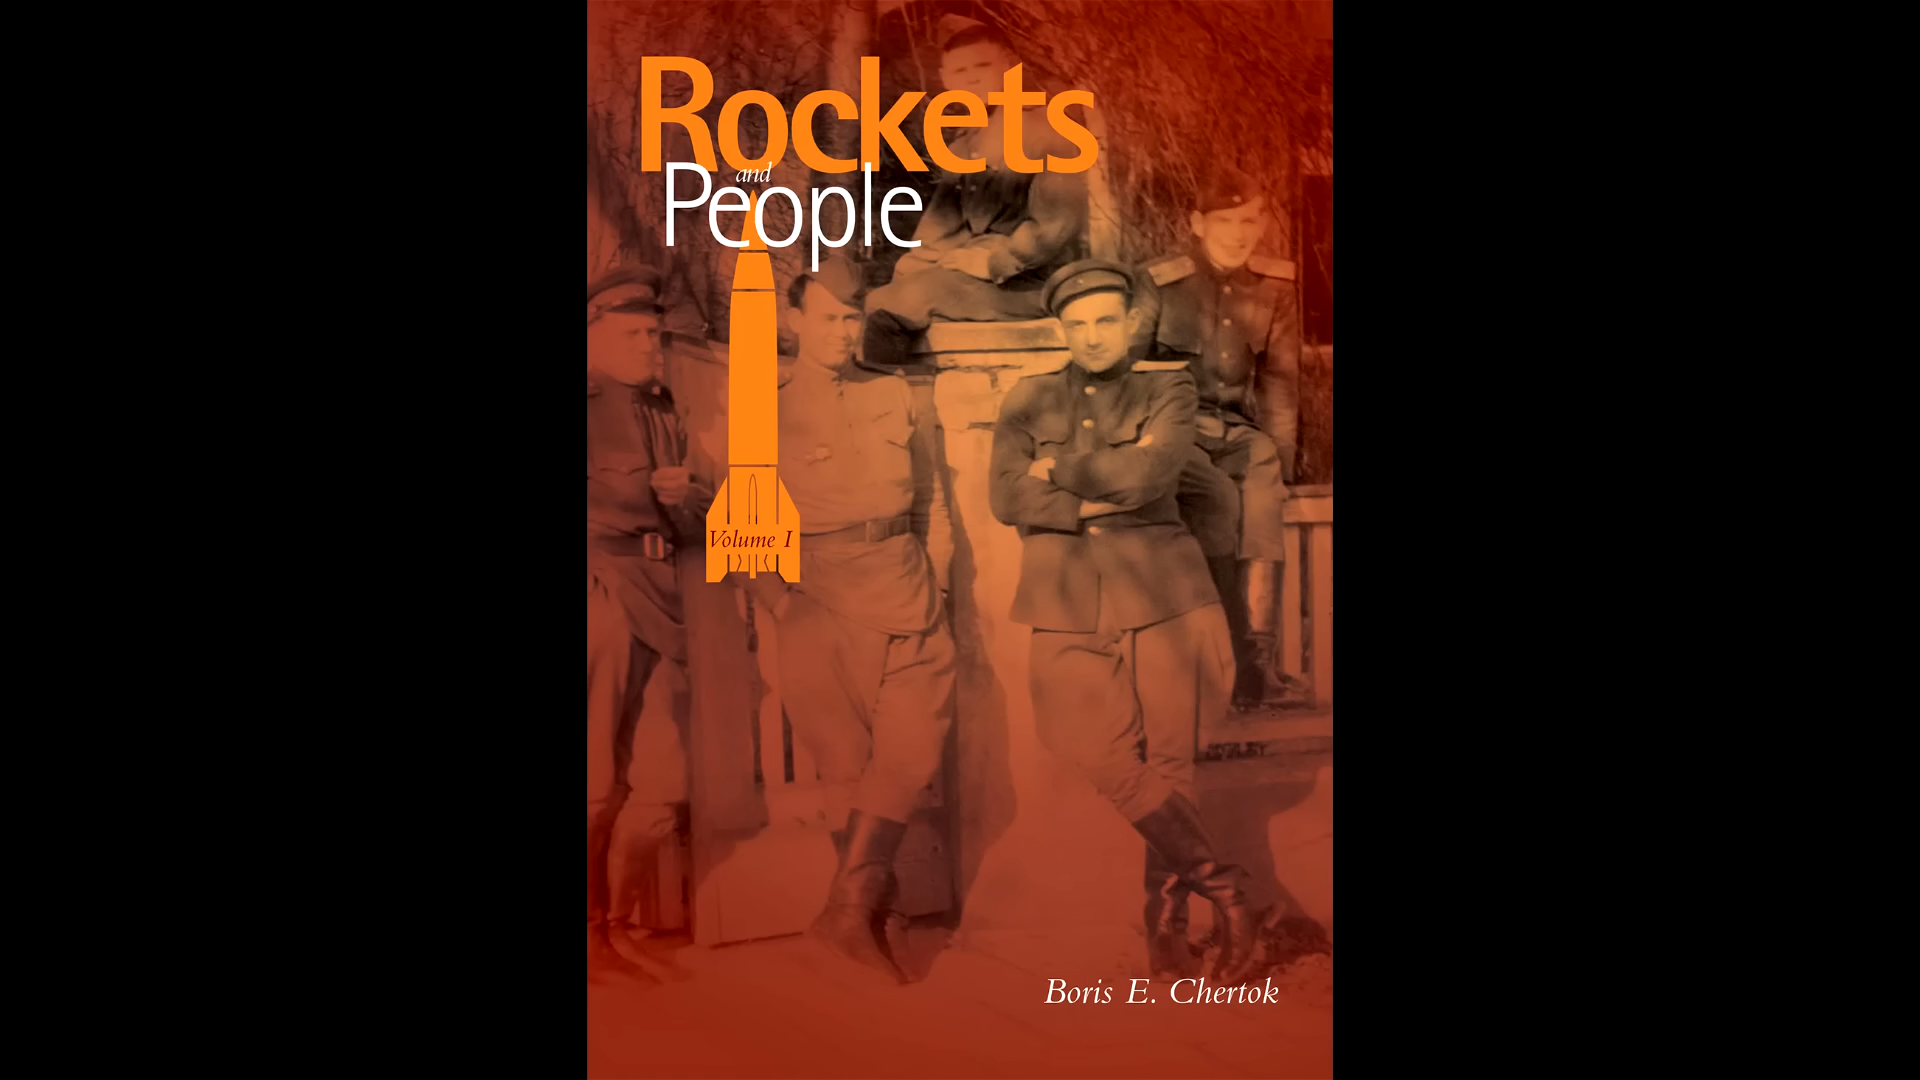 Rockets
and
People
Volume I
Boris E. Chertok